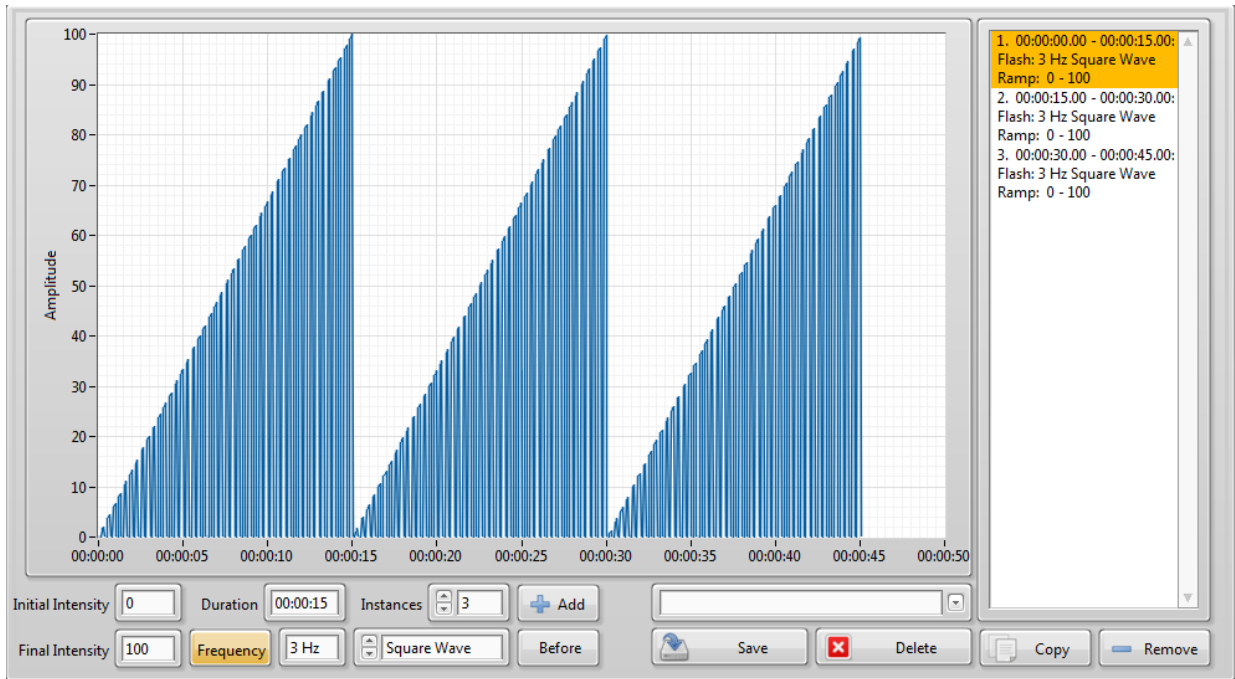 100
90
80
70
60
50
40
30
20
10
0
Amplitude
00:00:00 00:00:05 00:00:10 00:00:15 00:00:20 00:00:25 00:00:30 00:00:35 00:00:40 00:00:45 00:00:50
1. 00:00:00.00 - 00:00:15.00:
Flash: 3 Hz Square Wave
Ramp: 0 - 100
2. 00:00:15.00 - 00:00:30.00:
Flash: 3 Hz Square Wave
Ramp: 0 - 100
3. 00:00:30.00 - 00:00:45.00:
Flash: 3 Hz Square Wave
Ramp: 0 - 100
Initial Intensity 0 Duration 00:00:15 Instances 3 Add
Final Intensity 100 Frequency 3 Hz Square Wave Before Save Delete Copy Remove